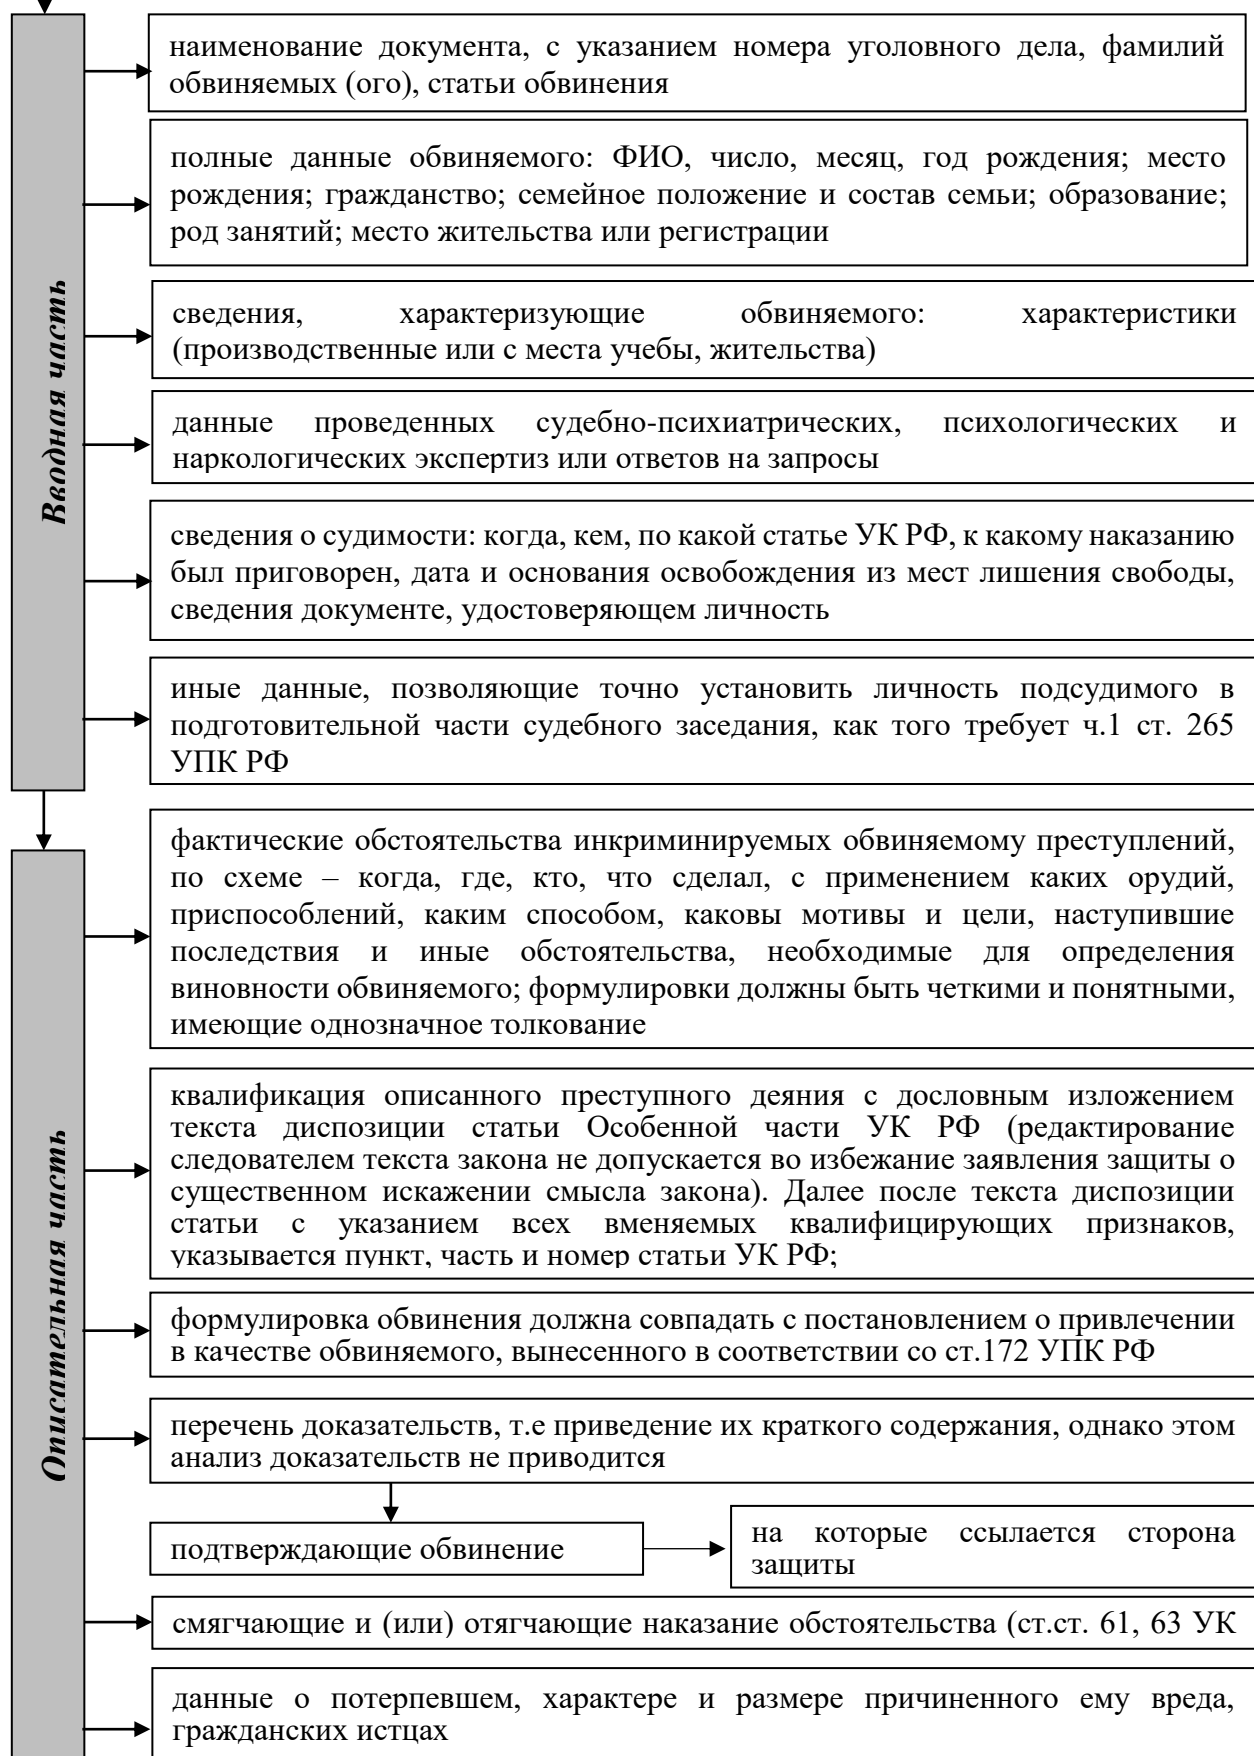 Вводная часть
наименование документа, с указанием номера уголовного дела, фамилий
обвиняемых (ого), статьи обвинения
полные данные обвиняемого: ФИО, число, месяц, год рождения; место
рождения; гражданство; семейное положение и состав семьи; образование;
род занятий; место жительства или регистрации
сведения, характеризующие обвиняемого: характеристики
(производственные или с места учебы, жительства)
данные проведенных судебно-психиатрических, психологических и
наркологических экспертиз или ответов на запросы
сведения о судимости: когда, кем, по какой статье УК РФ, к какому наказанию
был приговорен, дата и основания освобождения из мест лишения свободы,
сведения документе, удостоверяющем личность
иные данные, позволяющие точно установить личность подсудимого в
подготовительной части судебного заседания, как того требует ч.1 ст. 265
УПК РФ
Описательная часть
фактические обстоятельства инкриминируемых обвиняемому преступлений,
по схеме – когда, где, кто, что сделал, с применением каких орудий,
приспособлений, каким способом, каковы мотивы и цели, наступившие
последствия и иные обстоятельства, необходимые для определения
виновности обвиняемого; формулировки должны быть четкими и понятными,
имеющие однозначное толкование
квалификация описанного преступного деяния с дословным изложением
текста диспозиции статьи Особенной части УК РФ (редактирование
следователем текста закона не допускается во избежание заявления защиты о
существенном искажении смысла закона). Далее после текста диспозиции
статьи с указанием всех вменяемых квалифицирующих признаков,
указывается пункт, часть и номер статьи УК РФ;
формулировка обвинения должна совпадать с постановлением о привлечении
в качестве обвиняемого, вынесенного в соответствии со ст.172 УПК РФ
перечень доказательств, т.е приведение их краткого содержания, однако этом
анализ доказательств не приводится
подтверждающие обвинение
на которые ссылается сторона
защиты
смягчающие и (или) отягчающие наказание обстоятельства (ст.ст. 61, 63 УК
данные о потерпевшем, характере и размере причиненного ему вреда,
гражданских истцах